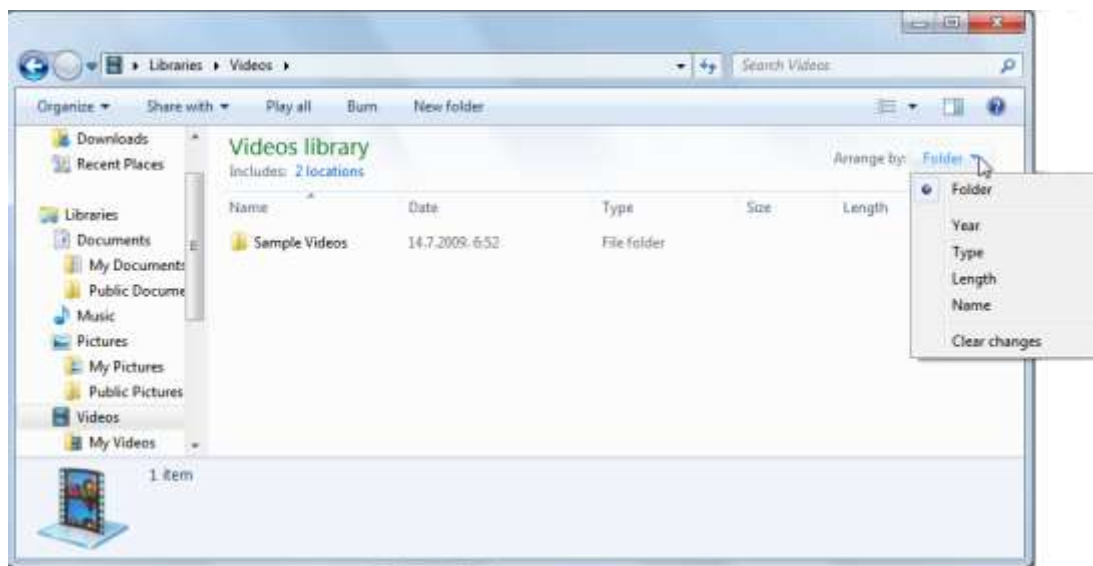 Libraries ▸ Videos ▸
Search Videos
Organize Share with Play all Burn New folder
Downloads
Recent Places
Libraries
Documents
My Documents
Public Docume
Music
Pictures
My Pictures
Public Pictures
Videos
My Videos
Videos library
Includes: 2 locations
Arrange by: Folder
Name Date Type Size Length
Sample Videos 14.7.2009. 6:52 File folder
Folder
Year
Type
Length
Name
Clear changes
1 item